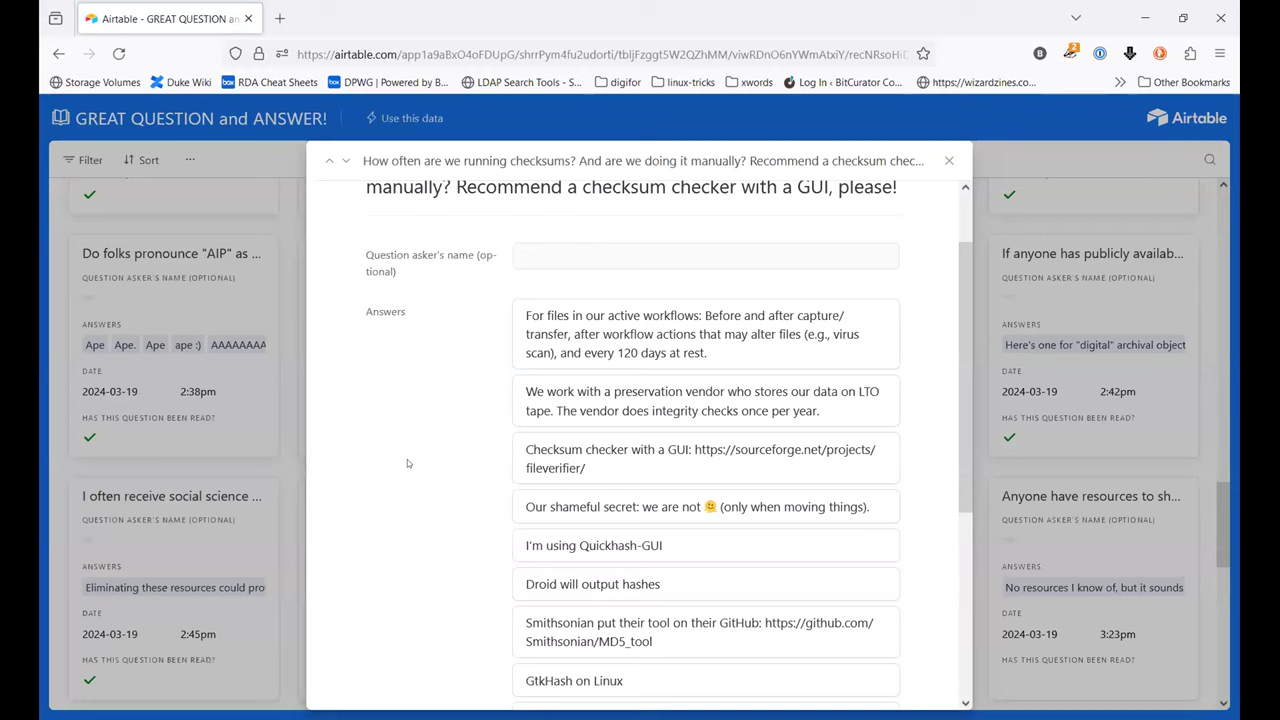 Airtable - GREAT QUESTION an
https://airtable.com/app1a9aBxO4oFDUpG/shrrPym4fu2udorti/tbljFzggt5W2QZhMM/viwRDnO6nYWmAtxiY/recNRsoHi
2
Storage Volumes
Duke Wiki
RDA Cheat Sheets
DPWG | Powered by B...
LDAP Search Tools - S...
digifor
linux-tricks
xwords
Log In ‹ BitCurator Co...
https://wizardzines.co...
Other Bookmarks
GREAT QUESTION and ANSWER!
Use this data
Airtable
Filter
Sort
...
How often are we running checksums? And are we doing it manually? Recommend a checksum chec...
manually? Recommend a checksum checker with a GUI, please!
Question asker's name (op-
tional)
Answers
For files in our active workflows: Before and after capture/
transfer, after workflow actions that may alter files (e.g., virus
scan), and every 120 days at rest.
We work with a preservation vendor who stores our data on LTO
tape. The vendor does integrity checks once per year.
Checksum checker with a GUI: https://sourceforge.net/projects/
fileverifier/
Our shameful secret: we are not 🫠 (only when moving things).
I'm using Quickhash-GUI
Droid will output hashes
Smithsonian put their tool on their GitHub: https://github.com/
Smithsonian/MD5_tool
GtkHash on Linux
Do folks pronounce "AIP" as ...
QUESTION ASKER'S NAME (OPTIONAL)
ANSWERS
Ape Ape. Ape ape :) AAAAAAA
DATE
2024-03-19 2:38pm
HAS THIS QUESTION BEEN READ?
I often receive social science ...
QUESTION ASKER'S NAME (OPTIONAL)
ANSWERS
Eliminating these resources could pro
DATE
2024-03-19 2:45pm
HAS THIS QUESTION BEEN READ?
If anyone has publicly availab...
QUESTION ASKER'S NAME (OPTIONAL)
ANSWERS
Here's one for "digital" archival object
DATE
2024-03-19 2:42pm
HAS THIS QUESTION BEEN READ?
Anyone have resources to sh...
QUESTION ASKER'S NAME (OPTIONAL)
ANSWERS
No resources I know of, but it sounds
DATE
2024-03-19 3:23pm
HAS THIS QUESTION BEEN READ?